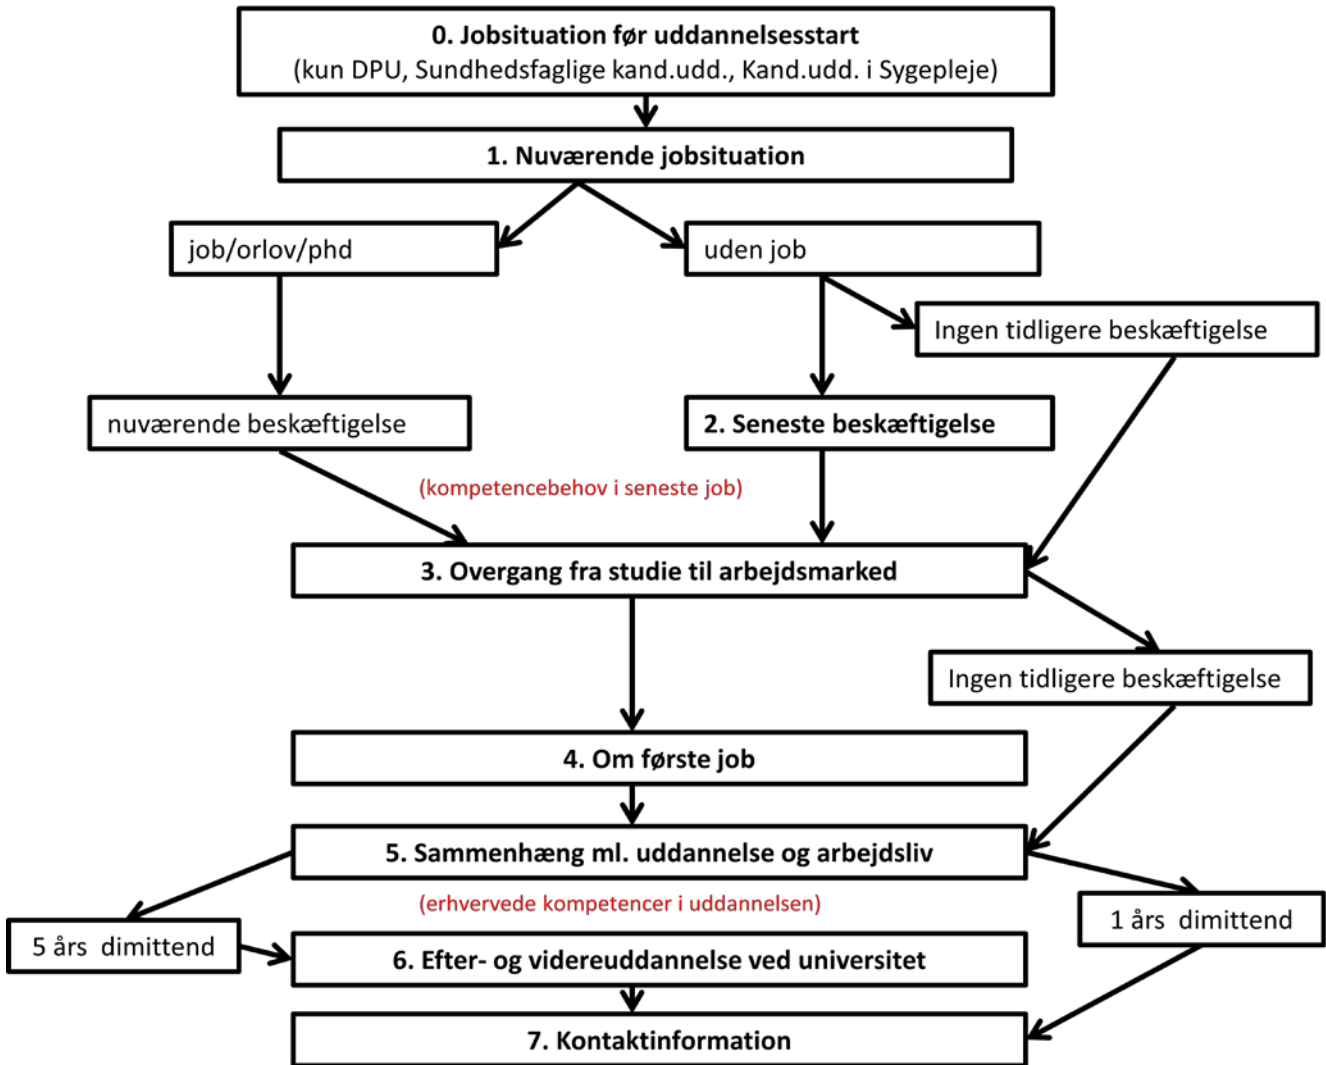 0. Jobsituation før uddannelsesstart
(kun DPU, Sundhedsfaglige kand.udd., Kand.udd. i Sygepleje)
1. Nuværende jobsituation
job/orlov/phd
uden job
Ingen tidligere beskæftigelse
nuværende beskæftigelse
2. Seneste beskæftigelse
(kompetencebehov i seneste job)
3. Overgang fra studie til arbejdsmarked
Ingen tidligere beskæftigelse
4. Om første job
5. Sammenhæng ml. uddannelse og arbejdsliv
(erhvervede kompetencer i uddannelsen)
5 års dimittend
1 års dimittend
6. Efter- og videreuddannelse ved universitet
7. Kontaktinformation